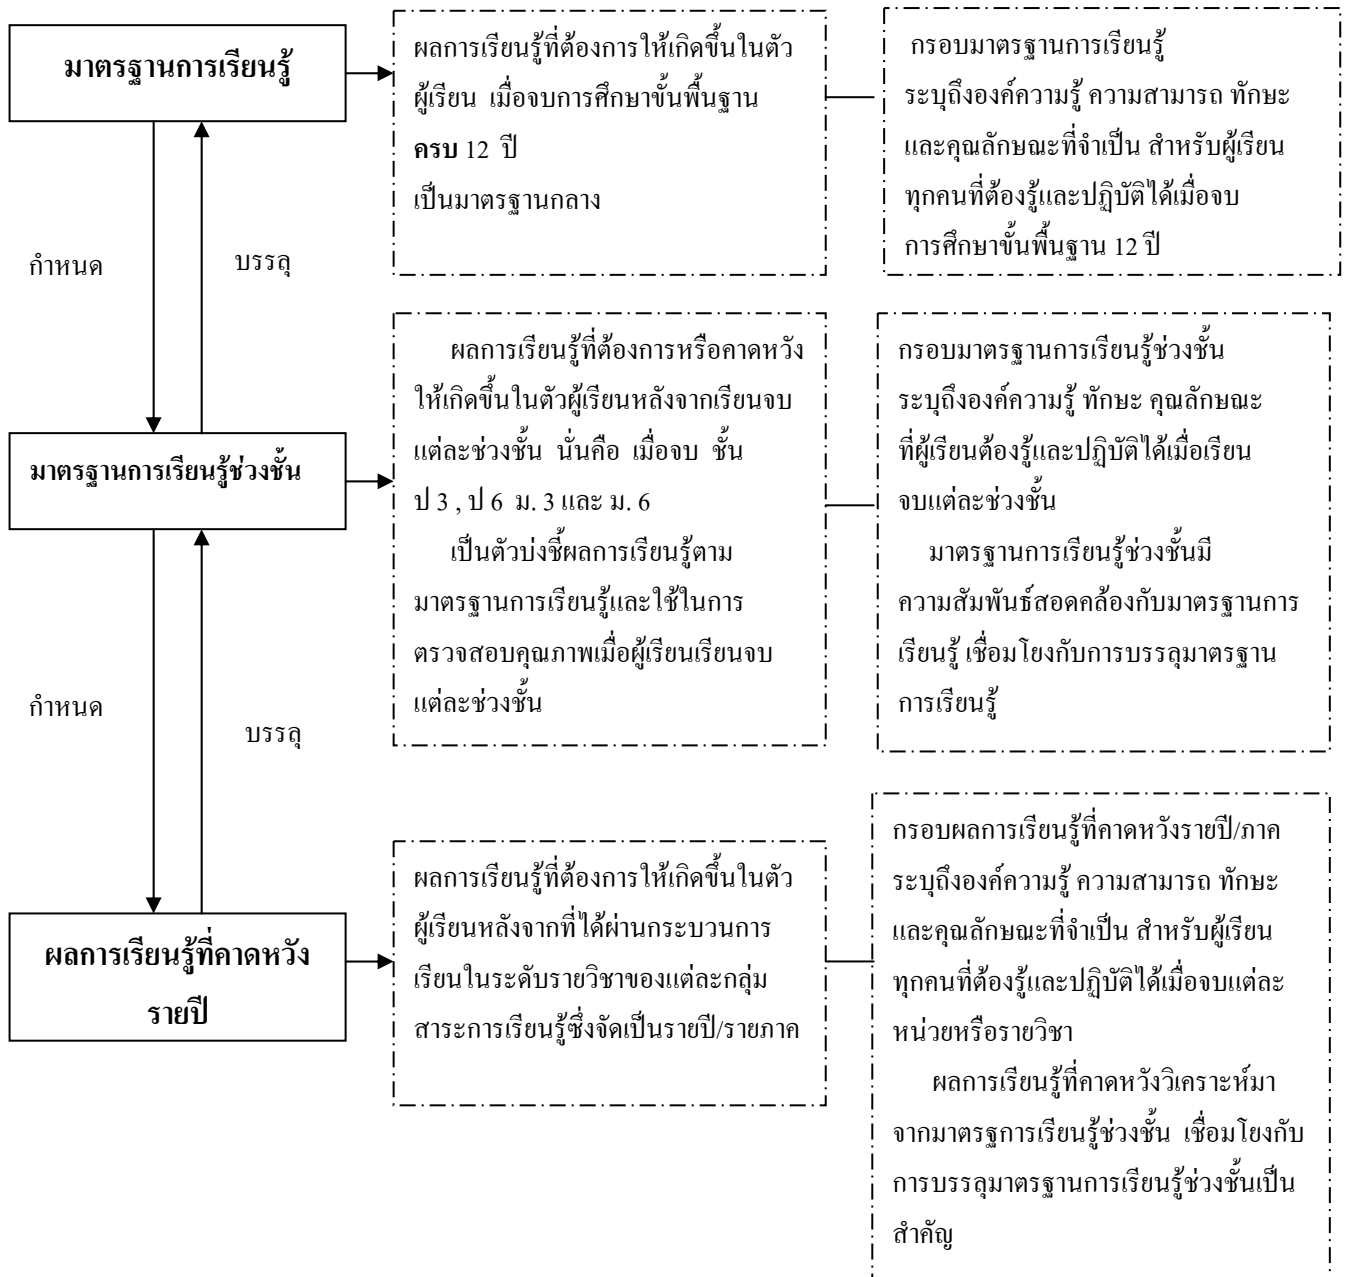 มาตรฐานการเรียนรู้
ผลการเรียนรู้ที่ต้องการให้เกิดขึ้นในตัว
ผู้เรียน เมื่อจบการศึกษาขั้นพื้นฐาน
ครบ 12 ปี
เป็นมาตรฐานกลาง
กรอบมาตรฐานการเรียนรู้
ระบุถึงองค์ความรู้ ความสามารถ ทักษะ
และคุณลักษณะที่จำเป็น สำหรับผู้เรียน
ทุกคนที่ต้องรู้และปฏิบัติได้เมื่อจบ
การศึกษาขั้นพื้นฐาน 12 ปี
กำหนด
บรรลุ
มาตรฐานการเรียนรู้ช่วงชั้น
ผลการเรียนรู้ที่ต้องการหรือคาดหวัง
ให้เกิดขึ้นในตัวผู้เรียนหลังจากเรียนจบ
แต่ละช่วงชั้น นั่นคือ เมื่อจบ ชั้น
ป 3 , ป 6 ม. 3 และ ม. 6
เป็นตัวบ่งชี้ผลการเรียนรู้ตาม
มาตรฐานการเรียนรู้และใช้ในการ
ตรวจสอบคุณภาพเมื่อผู้เรียนเรียนจบ
แต่ละช่วงชั้น
กรอบมาตรฐานการเรียนรู้ช่วงชั้น
ระบุถึงองค์ความรู้ ทักษะ คุณลักษณะ
ที่ผู้เรียนต้องรู้และปฏิบัติได้เมื่อเรียน
จบแต่ละช่วงชั้น
มาตรฐานการเรียนรู้ช่วงชั้นมี
ความสัมพันธ์สอดคล้องกับมาตรฐานการ
เรียนรู้ เชื่อมโยงกับการบรรลุมาตรฐาน
การเรียนรู้
กำหนด
บรรลุ
ผลการเรียนรู้ที่คาดหวัง
รายปี
ผลการเรียนรู้ที่ต้องการให้เกิดขึ้นในตัว
ผู้เรียนหลังจากที่ได้ผ่านกระบวนการ
เรียนในระดับรายวิชาของแต่ละกลุ่ม
สาระการเรียนรู้ซึ่งจัดเป็นรายปี/รายภาค
กรอบผลการเรียนรู้ที่คาดหวังรายปี/ภาค
ระบุถึงองค์ความรู้ ความสามารถ ทักษะ
และคุณลักษณะที่จำเป็น สำหรับผู้เรียน
ทุกคนที่ต้องรู้และปฏิบัติได้เมื่อจบแต่ละ
หน่วยหรือรายวิชา
ผลการเรียนรู้ที่คาดหวังวิเคราะห์มา
จากมาตรฐการเรียนรู้ช่วงชั้น เชื่อมโยงกับ
การบรรลุมาตรฐานการเรียนรู้ช่วงชั้นเป็น
สำคัญ